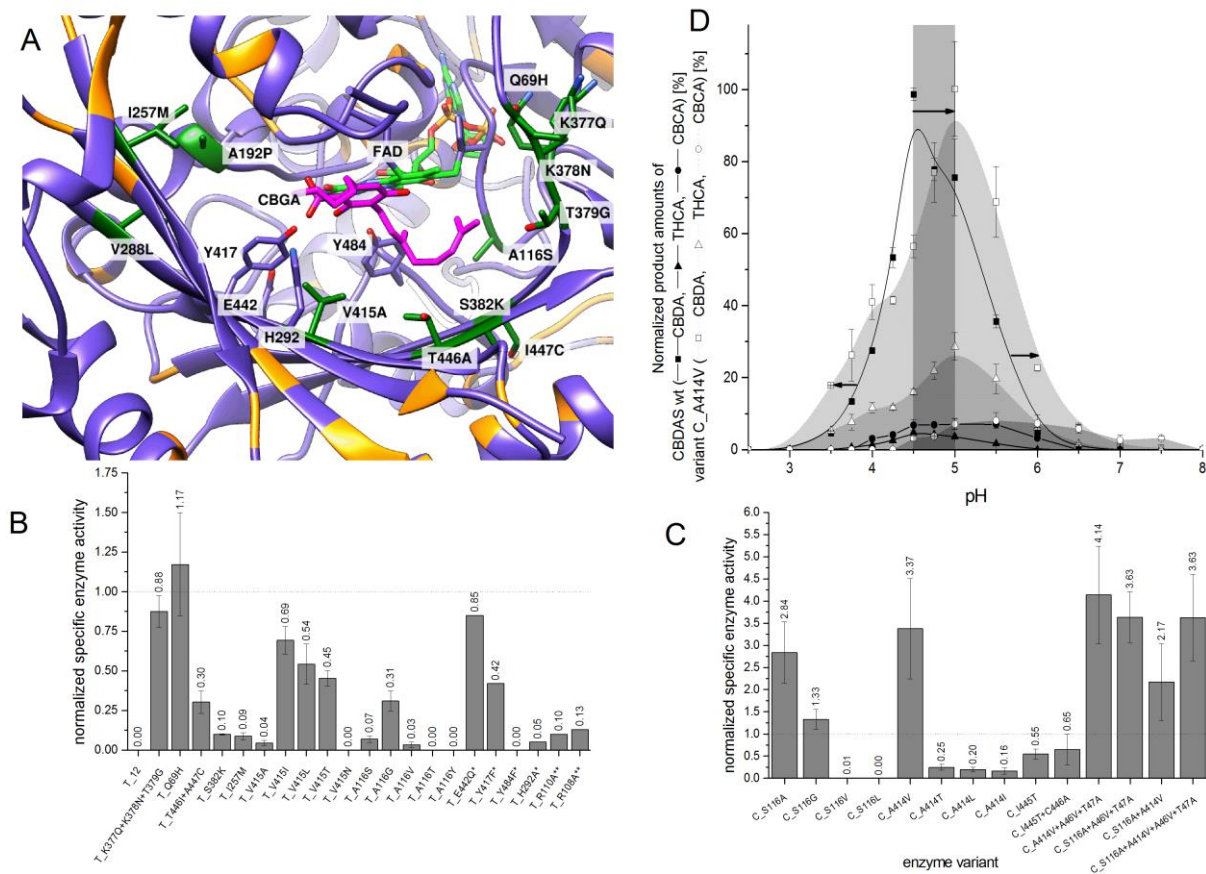 A
I257M
A192P
FAD
Q69H
K377Q
CBGA
K378N
T379G
V288L
Y417
Y484
A116S
E442
V415A
S382K
H292
T446A
I447C
D
CBDAS wt ( CBDA, THCA, CBCA) [%]
variant C_A414V ( CBDA, THCA, CBCA) [%]
Normalized product amounts of
100
80
60
40
20
0
3 4 5 6 7 8
pH
B
normalized specific enzyme activity
1.75
1.50
1.25
1.00
0.75
0.50
0.25
0.00
0.00 0.88 1.17 0.30 0.10 0.09 0.04 0.69 0.54 0.45 0.00 0.07 0.31 0.03 0.00 0.00 0.85 0.42 0.00 0.05 0.10 0.13
T_12
T_K377Q+K378N+T379G
T_Q69H
T_T446I+A447C
T_S382K
T_I257M
T_V415A
T_V415I
T_V415L
T_V415T
T_V415N
T_A116S
T_A116G
T_A116V
T_A116T
T_A116Y
T_E442Q*
T_Y417F*
T_Y484F*
T_H292A*
T_R110A**
T_R108A**
C
normalized specific enzyme activity
6.0
5.5
5.0
4.5
4.0
3.5
3.0
2.5
2.0
1.5
1.0
0.5
0.0
2.84 1.33 0.01 0.00 3.37 0.25 0.20 0.16 0.55 0.65 4.14 3.63 2.17 3.63
C_S116A
C_S116G
C_S116V
C_S116L
C_A414V
C_A414T
C_A414L
C_A414I
C_I445T
C_I445T+C446A
C_A414V+A46V+T47A
C_S116A+A46V+T47A
C_S116A+A414V
C_S116A+A414V+A46V+T47A
enzyme variant